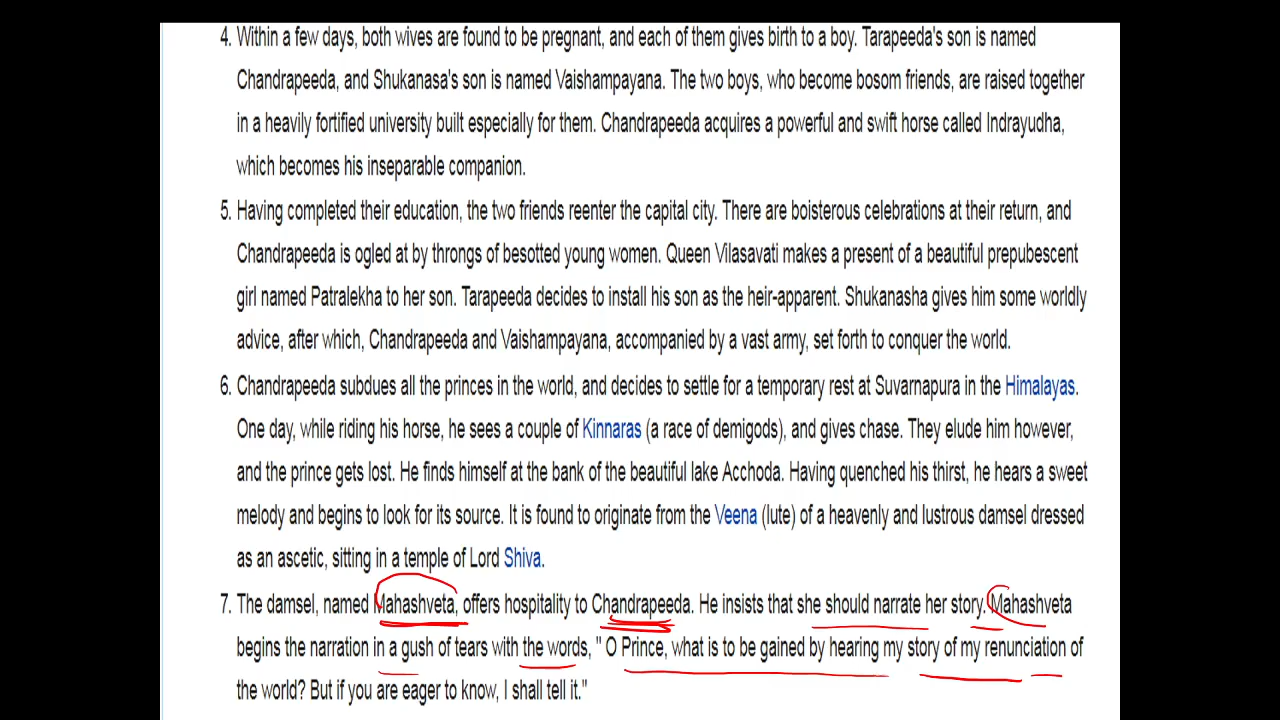 4. Within a few days, both wives are found to be pregnant, and each of them gives birth to a boy. Tarapeeda's son is named
Chandrapeeda, and Shukanasa's son is named Vaishampayana. The two boys, who become bosom friends, are raised together
in a heavily fortified university built especially for them. Chandrapeeda acquires a powerful and swift horse called Indrayudha,
which becomes his inseparable companion.
5. Having completed their education, the two friends reenter the capital city. There are boisterous celebrations at their return, and
Chandrapeeda is ogled at by throngs of besotted young women. Queen Vilasavati makes a present of a beautiful prepubescent
girl named Patralekha to her son. Tarapeeda decides to install his son as the heir-apparent. Shukanasha gives him some worldly
advice, after which, Chandrapeeda and Vaishampayana, accompanied by a vast army, set forth to conquer the world.
6. Chandrapeeda subdues all the princes in the world, and decides to settle for a temporary rest at Suvarnapura in the Himalayas.
One day, while riding his horse, he sees a couple of Kinnaras (a race of demigods), and gives chase. They elude him however,
and the prince gets lost. He finds himself at the bank of the beautiful lake Acchoda. Having quenched his thirst, he hears a sweet
melody and begins to look for its source. It is found to originate from the Veena (lute) of a heavenly and lustrous damsel dressed
as an ascetic, sitting in a temple of Lord Shiva.
7. The damsel, named Mahashveta, offers hospitality to Chandrapeeda. He insists that she should narrate her story. Mahashveta
begins the narration in a gush of tears with the words, " O Prince, what is to be gained by hearing my story of my renunciation of
the world? But if you are eager to know, I shall tell it."